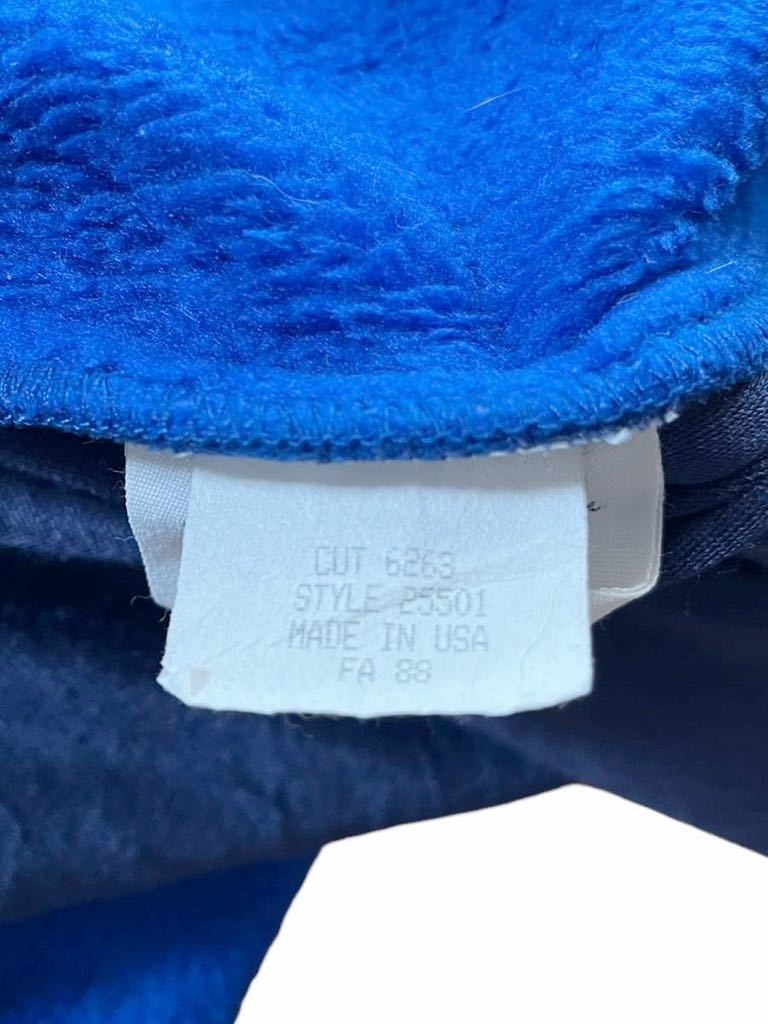 CUT 6263
STYLE 25501
MADE IN USA
FA 88